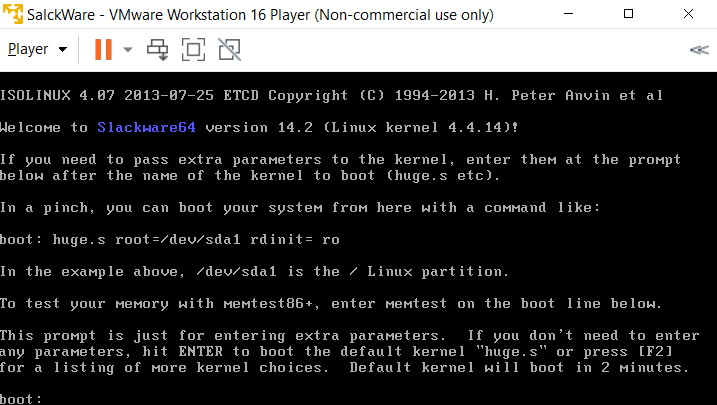 SalckWare - VMware Workstation 16 Player (Non-commercial use only)
Player
ISOLINUX 4.07 2013-07-25 ETCD Copyright (C) 1994-2013 H. Peter Anvin et al
Welcome to Slackware64 version 14.2 (Linux kernel 4.4.14)!
If you need to pass extra parameters to the kernel, enter them at the prompt
below after the name of the kernel to boot (huge.s etc).
In a pinch, you can boot your system from here with a command like:
boot: huge.s root=/dev/sda1 rdinit= ro
In the example above, /dev/sda1 is the / Linux partition.
To test your memory with memtest86+, enter memtest on the boot line below.
This prompt is just for entering extra parameters.  If you don't need to enter
any parameters, hit ENTER to boot the default kernel "huge.s" or press [F2]
for a listing of more kernel choices.  Default kernel will boot in 2 minutes.
boot: